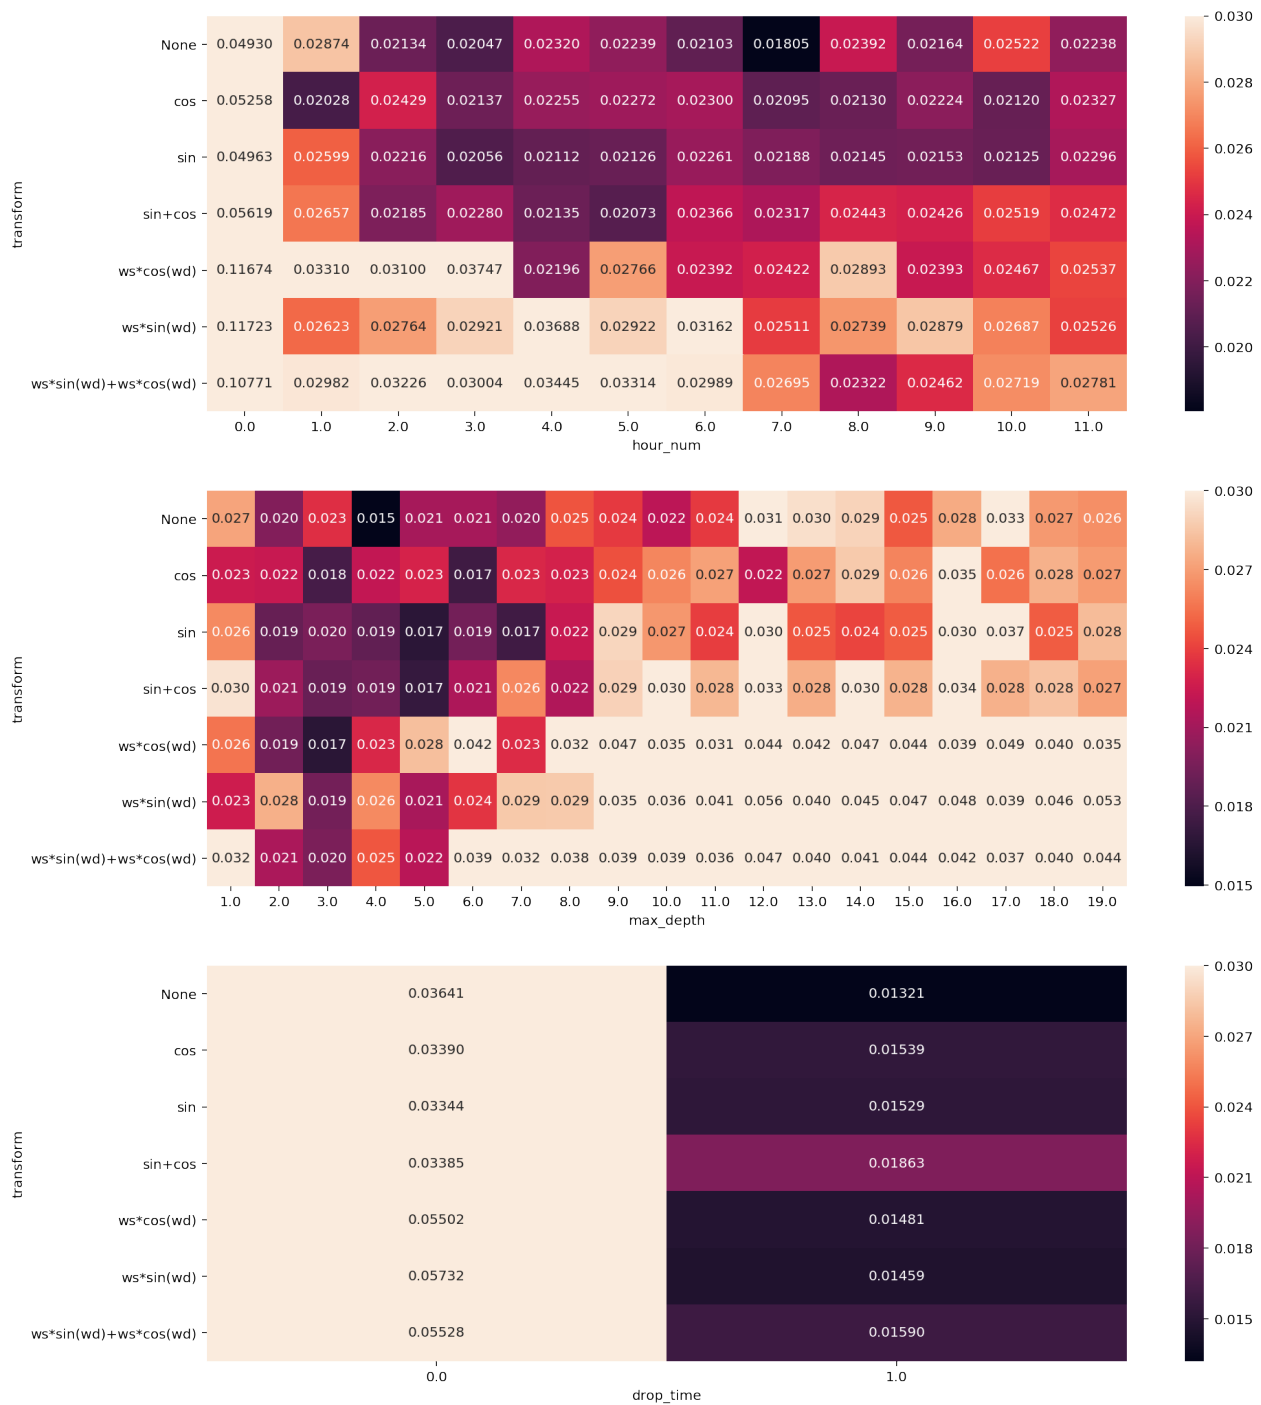 None 0.04930 0.02874 0.02134 0.02047 0.02320 0.02239 0.02103 0.01805 0.02392 0.02164 0.02522 0.02238
cos 0.05258 0.02028 0.02429 0.02137 0.02255 0.02272 0.02300 0.02095 0.02130 0.02224 0.02120 0.02327
sin 0.04963 0.02599 0.02216 0.02056 0.02112 0.02126 0.02261 0.02188 0.02145 0.02153 0.02125 0.02296
sin+cos 0.05619 0.02657 0.02185 0.02280 0.02135 0.02073 0.02366 0.02317 0.02443 0.02426 0.02519 0.02472
ws*cos(wd) 0.11674 0.03310 0.03100 0.03747 0.02196 0.02766 0.02392 0.02422 0.02893 0.02393 0.02467 0.02537
ws*sin(wd) 0.11723 0.02623 0.02764 0.02921 0.03688 0.02922 0.03162 0.02511 0.02739 0.02879 0.02687 0.02526
ws*sin(wd)+ws*cos(wd) 0.10771 0.02982 0.03226 0.03004 0.03445 0.03314 0.02989 0.02695 0.02322 0.02462 0.02719 0.02781
0.0 1.0 2.0 3.0 4.0 5.0 6.0 7.0 8.0 9.0 10.0 11.0
hour_num
transform
0.030
0.028
0.026
0.024
0.022
0.020
None 0.027 0.020 0.023 0.015 0.021 0.021 0.020 0.025 0.024 0.022 0.024 0.031 0.030 0.029 0.025 0.028 0.033 0.027 0.026
cos 0.023 0.022 0.018 0.022 0.023 0.017 0.023 0.023 0.024 0.026 0.027 0.022 0.027 0.029 0.026 0.035 0.026 0.028 0.027
sin 0.026 0.019 0.020 0.019 0.017 0.019 0.017 0.022 0.029 0.027 0.024 0.030 0.025 0.024 0.025 0.030 0.037 0.025 0.028
sin+cos 0.030 0.021 0.019 0.019 0.017 0.021 0.026 0.022 0.029 0.030 0.028 0.033 0.028 0.030 0.028 0.034 0.028 0.028 0.027
ws*cos(wd) 0.026 0.019 0.017 0.023 0.028 0.042 0.023 0.032 0.047 0.035 0.031 0.044 0.042 0.047 0.044 0.039 0.049 0.040 0.035
ws*sin(wd) 0.023 0.028 0.019 0.026 0.021 0.024 0.029 0.029 0.035 0.036 0.041 0.056 0.040 0.045 0.047 0.048 0.039 0.046 0.053
ws*sin(wd)+ws*cos(wd) 0.032 0.021 0.020 0.025 0.022 0.039 0.032 0.038 0.039 0.039 0.036 0.047 0.040 0.041 0.044 0.042 0.037 0.040 0.044
1.0 2.0 3.0 4.0 5.0 6.0 7.0 8.0 9.0 10.0 11.0 12.0 13.0 14.0 15.0 16.0 17.0 18.0 19.0
max_depth
transform
0.030
0.027
0.024
0.021
0.018
0.015
None 0.03641 0.01321
cos 0.03390 0.01539
sin 0.03344 0.01529
sin+cos 0.03385 0.01863
ws*cos(wd) 0.05502 0.01481
ws*sin(wd) 0.05732 0.01459
ws*sin(wd)+ws*cos(wd) 0.05528 0.01590
0.0 1.0
drop_time
transform
0.030
0.027
0.024
0.021
0.018
0.015